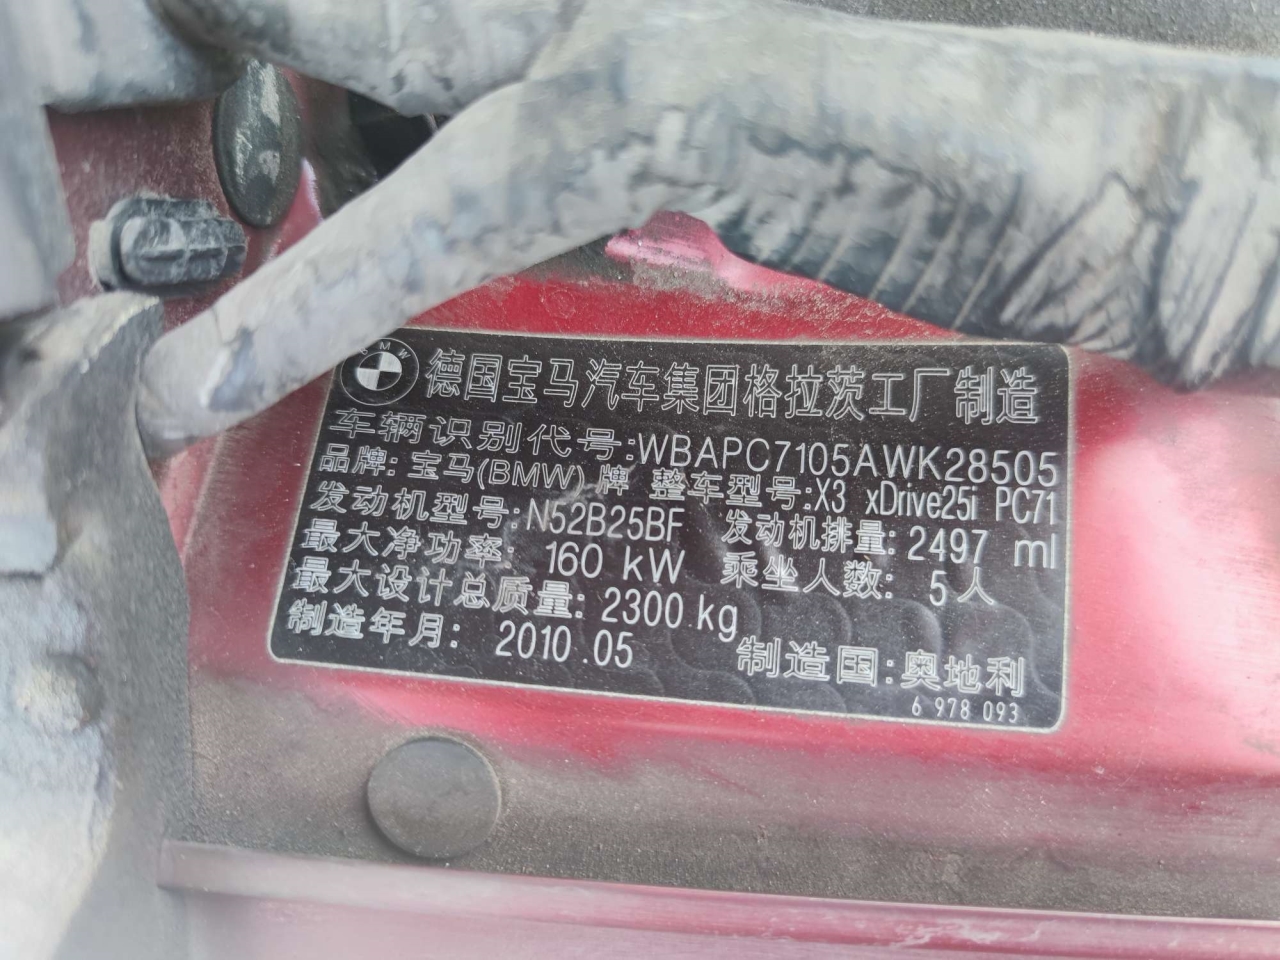 BMW
德国宝马汽车集团格拉茨工厂制造
车辆识别代号:WBAPC7105AWK28505
品牌: 宝马(BMW) 牌 整车型号:X3 xDrive25i PC71
发动机型号:N52B25BF 发动机排量: 2497 ml
最大净功率: 160 kW 乘坐人数: 5人
最大设计总质量: 2300 kg
制造年月: 2010.05 制造国:奥地利
6 978 093